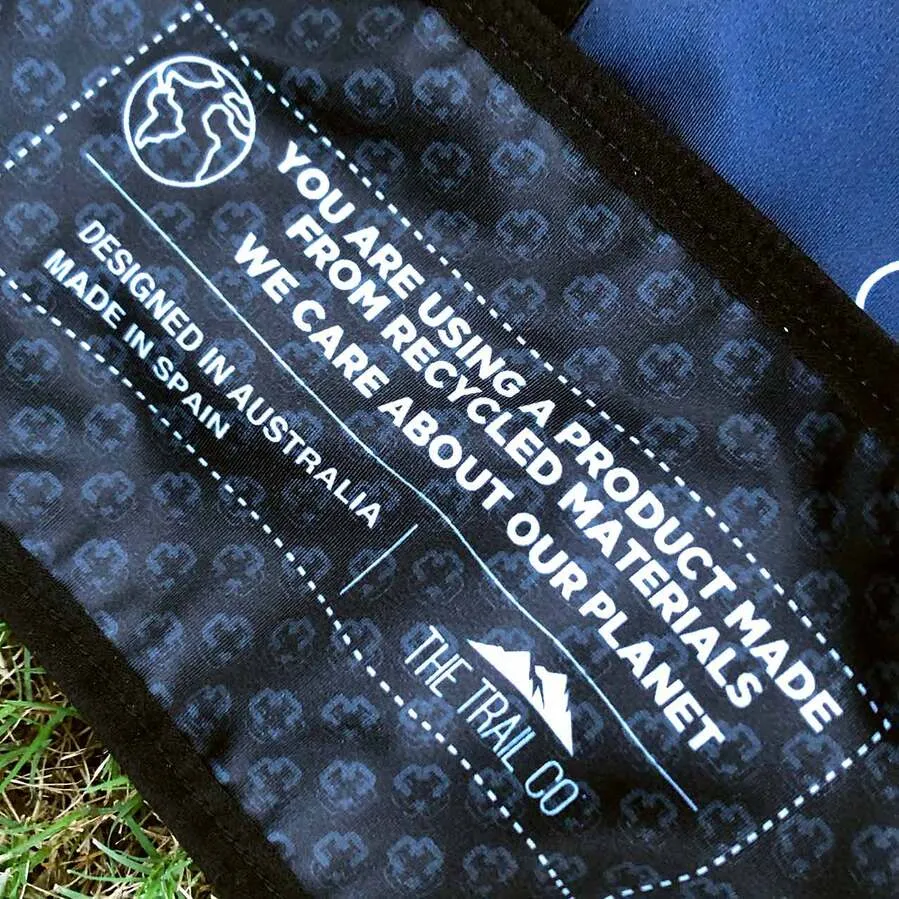 YOU ARE USING A PRODUCT MADE
FROM RECYCLED MATERIALS
WE CARE ABOUT OUR PLANET
DESIGNED IN AUSTRALIA
MADE IN SPAIN
THE TRAIL CO